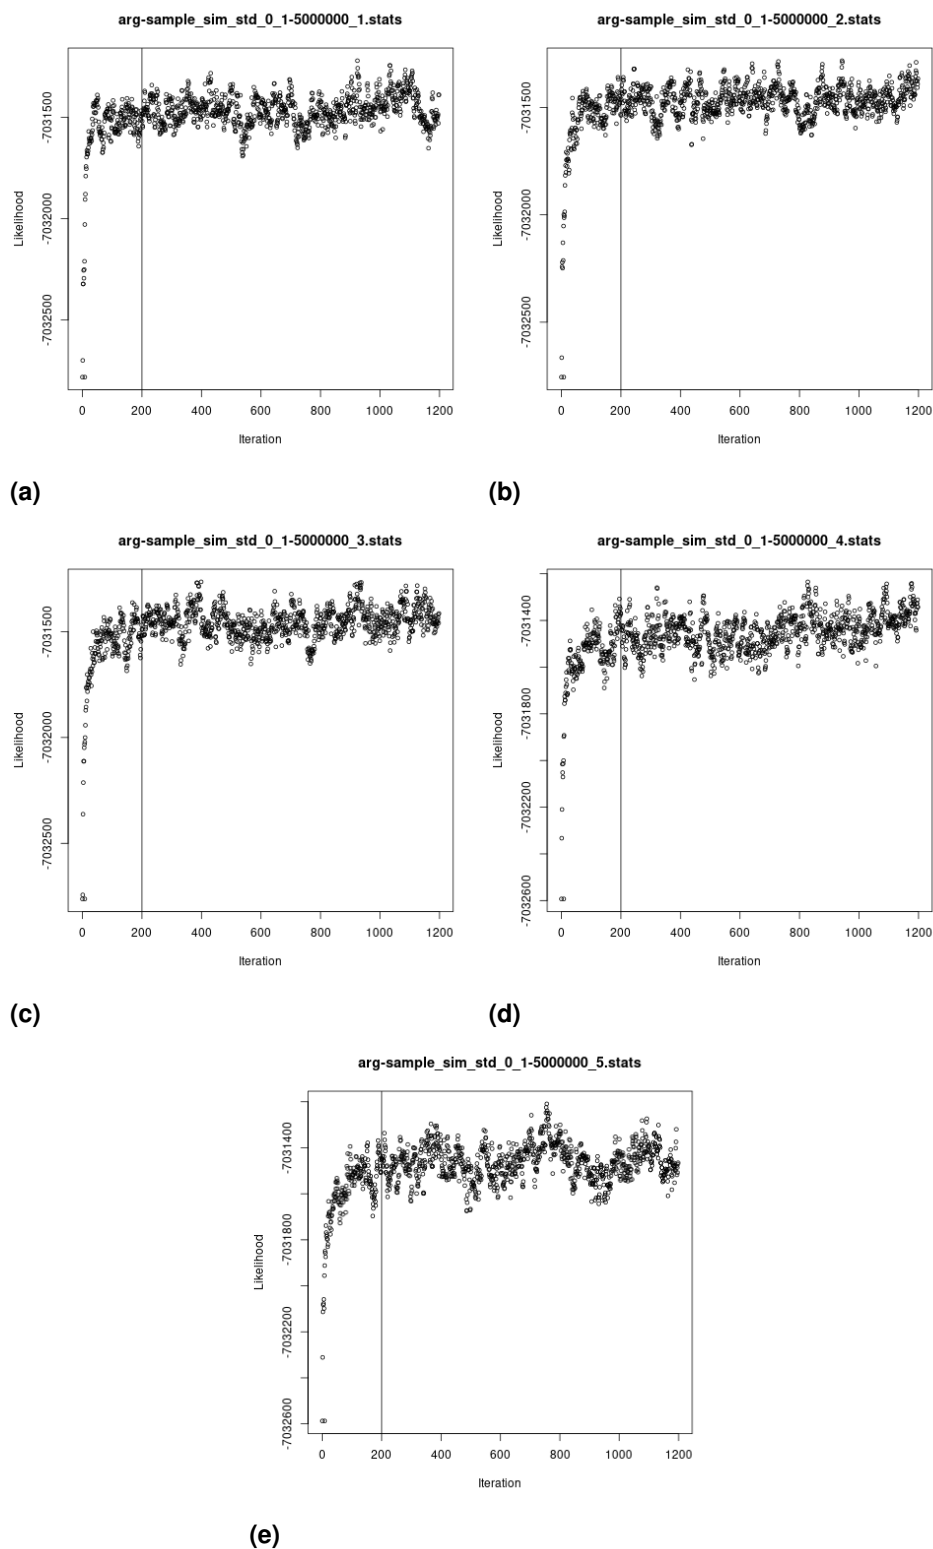 arg-sample_sim_std_0_1-5000000_1.stats
Likelihood
-7031500
-7032000
-7032500
0 200 400 600 800 1000 1200
Iteration
(a)
arg-sample_sim_std_0_1-5000000_2.stats
Likelihood
-7031500
-7032000
-7032500
0 200 400 600 800 1000 1200
Iteration
(b)
arg-sample_sim_std_0_1-5000000_3.stats
Likelihood
-7031500
-7032000
-7032500
0 200 400 600 800 1000 1200
Iteration
(c)
arg-sample_sim_std_0_1-5000000_4.stats
Likelihood
-7031400
-7031800
-7032200
-7032600
0 200 400 600 800 1000 1200
Iteration
(d)
arg-sample_sim_std_0_1-5000000_5.stats
Likelihood
-7031400
-7031800
-7032200
-7032600
0 200 400 600 800 1000 1200
Iteration
(e)